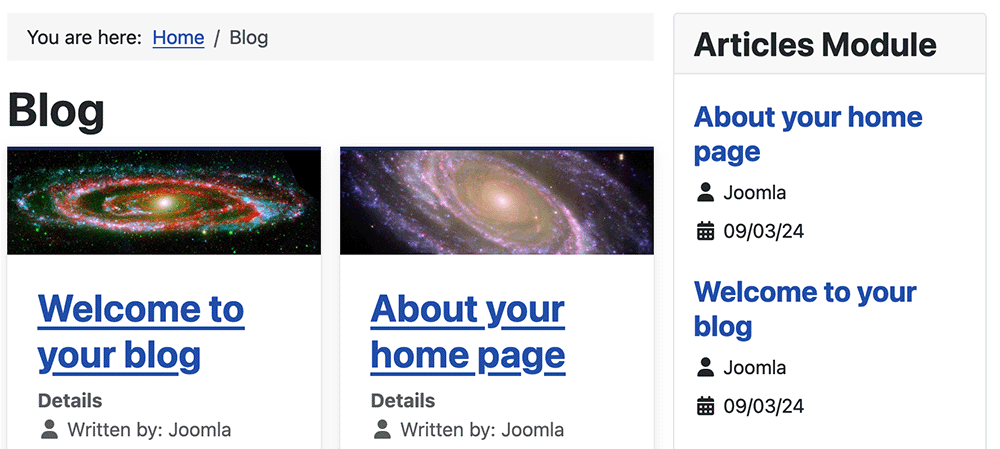 You are here: Home / Blog
Blog
Welcome to
your blog
Details
Written by: Joomla
About your
home page
Details
Written by: Joomla
Articles Module
About your home
page
Joomla
09/03/24
Welcome to your
blog
Joomla
09/03/24